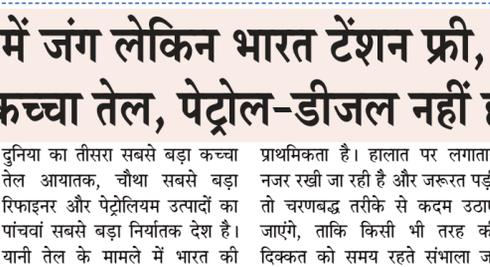 में जंग लेकिन भारत टेंशन फ्री,
कच्चा तेल, पेट्रोल-डीजल नहीं
दुनिया का तीसरा सबसे बड़ा कच्चा
तेल आयातक, चौथा सबसे बड़ा
रिफाइनर और पेट्रोलियम उत्पादों का
पांचवां सबसे बड़ा निर्यातक देश है।
यानी तेल के मामले में भारत की
प्राथमिकता है। हालात पर लगाता
नजर रखी जा रही है और जरूरत पड़
तो चरणबद्ध तरीके से कदम उठा
जाएंगे, ताकि किसी भी तरह की
दिक्कत को समय रहते संभाला ज